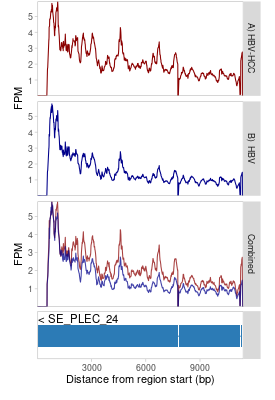 5
4
3
2
1
FPM
A) HBV-HCC
5
4
3
2
1
B) HBV
5
4
3
2
1
FPM
Combined
< SE_PLEC_24
3000 6000 9000
Distance from region start (bp)